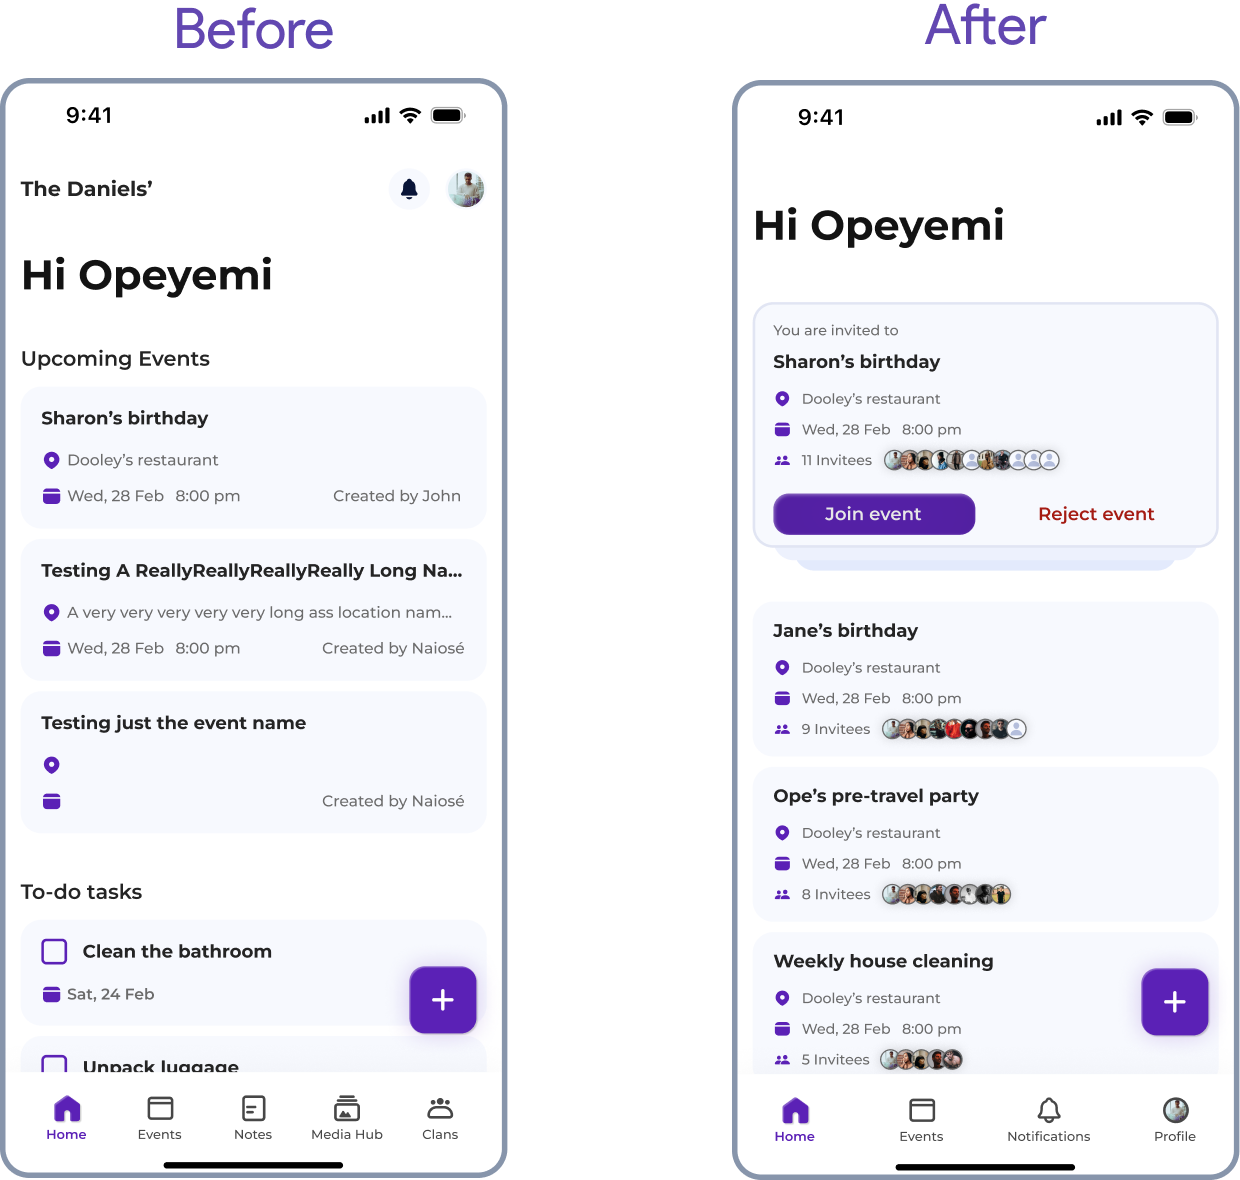 Before
9:41
The Daniels’
Hi Opeyemi
Upcoming Events
Sharon’s birthday
Dooley’s restaurant
Wed, 28 Feb 8:00 pm Created by John
Testing A ReallyReallyReallyReally Long Na...
A very very very very very long ass location nam...
Wed, 28 Feb 8:00 pm Created by Naiosé
Testing just the event name
Created by Naiosé
To-do tasks
Clean the bathroom
Sat, 24 Feb
+
Unpack luggage
Home Events Notes Media Hub Clans
After
9:41
Hi Opeyemi
You are invited to
Sharon’s birthday
Dooley’s restaurant
Wed, 28 Feb 8:00 pm
11 Invitees
Join event Reject event
Jane’s birthday
Dooley’s restaurant
Wed, 28 Feb 8:00 pm
9 Invitees
Ope’s pre-travel party
Dooley’s restaurant
Wed, 28 Feb 8:00 pm
8 Invitees
Weekly house cleaning
Dooley’s restaurant
Wed, 28 Feb 8:00 pm
5 Invitees
+
Home Events Notifications Profile